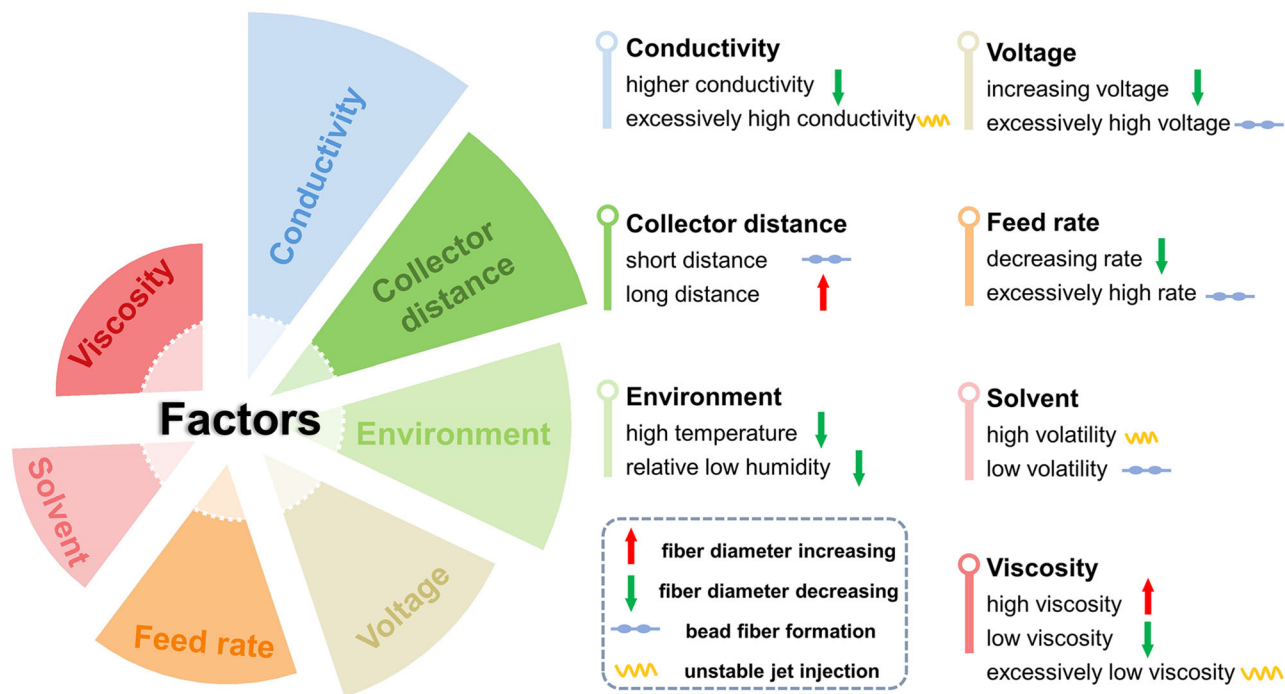 Conductivity
Collector
distance
Environment
Voltage
Feed rate
Solvent
Viscosity
Factors
Conductivity
higher conductivity
excessively high conductivity
Collector distance
short distance
long distance
Environment
high temperature
relative low humidity
fiber diameter increasing
fiber diameter decreasing
bead fiber formation
unstable jet injection
Voltage
increasing voltage
excessively high voltage
Feed rate
decreasing rate
excessively high rate
Solvent
high volatility
low volatility
Viscosity
high viscosity
low viscosity
excessively low viscosity